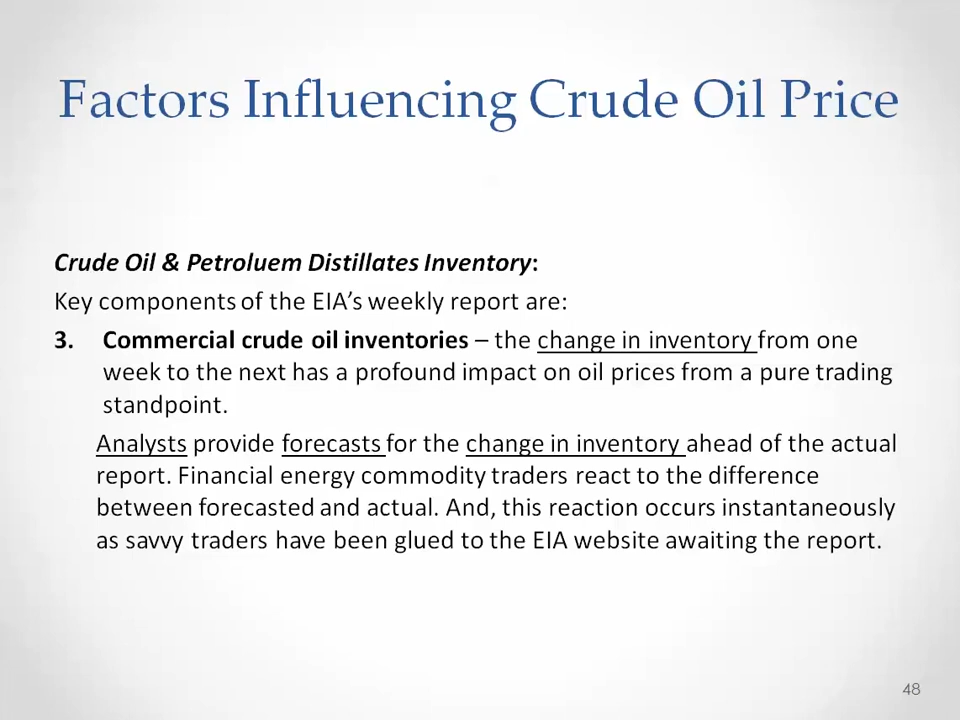 Factors Influencing Crude Oil Price
Crude Oil & Petroluem Distillates Inventory:
Key components of the EIA’s weekly report are:
3. Commercial crude oil inventories – the change in inventory from one
week to the next has a profound impact on oil prices from a pure trading
standpoint.
Analysts provide forecasts for the change in inventory ahead of the actual
report. Financial energy commodity traders react to the difference
between forecasted and actual. And, this reaction occurs instantaneously
as savvy traders have been glued to the EIA website awaiting the report.
48